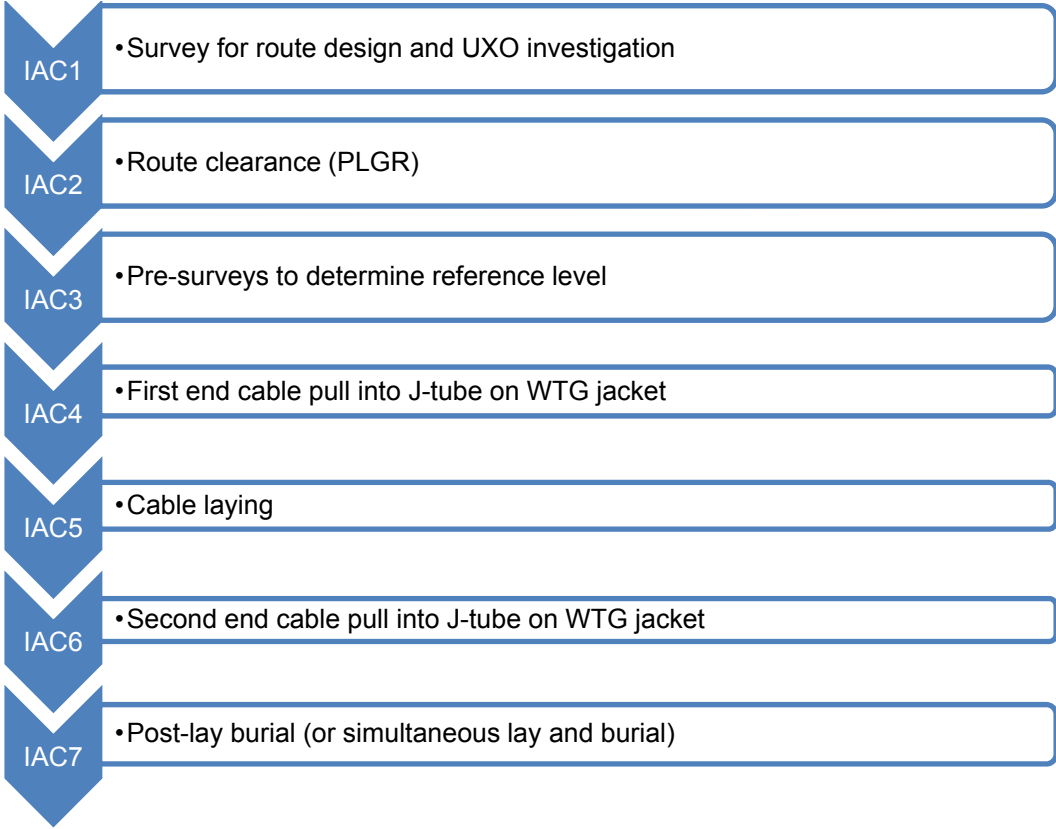 IAC1
•Survey for route design and UXO investigation
IAC2
•Route clearance (PLGR)
IAC3
•Pre-surveys to determine reference level
IAC4
•First end cable pull into J-tube on WTG jacket
IAC5
•Cable laying
IAC6
•Second end cable pull into J-tube on WTG jacket
IAC7
•Post-lay burial (or simultaneous lay and burial)